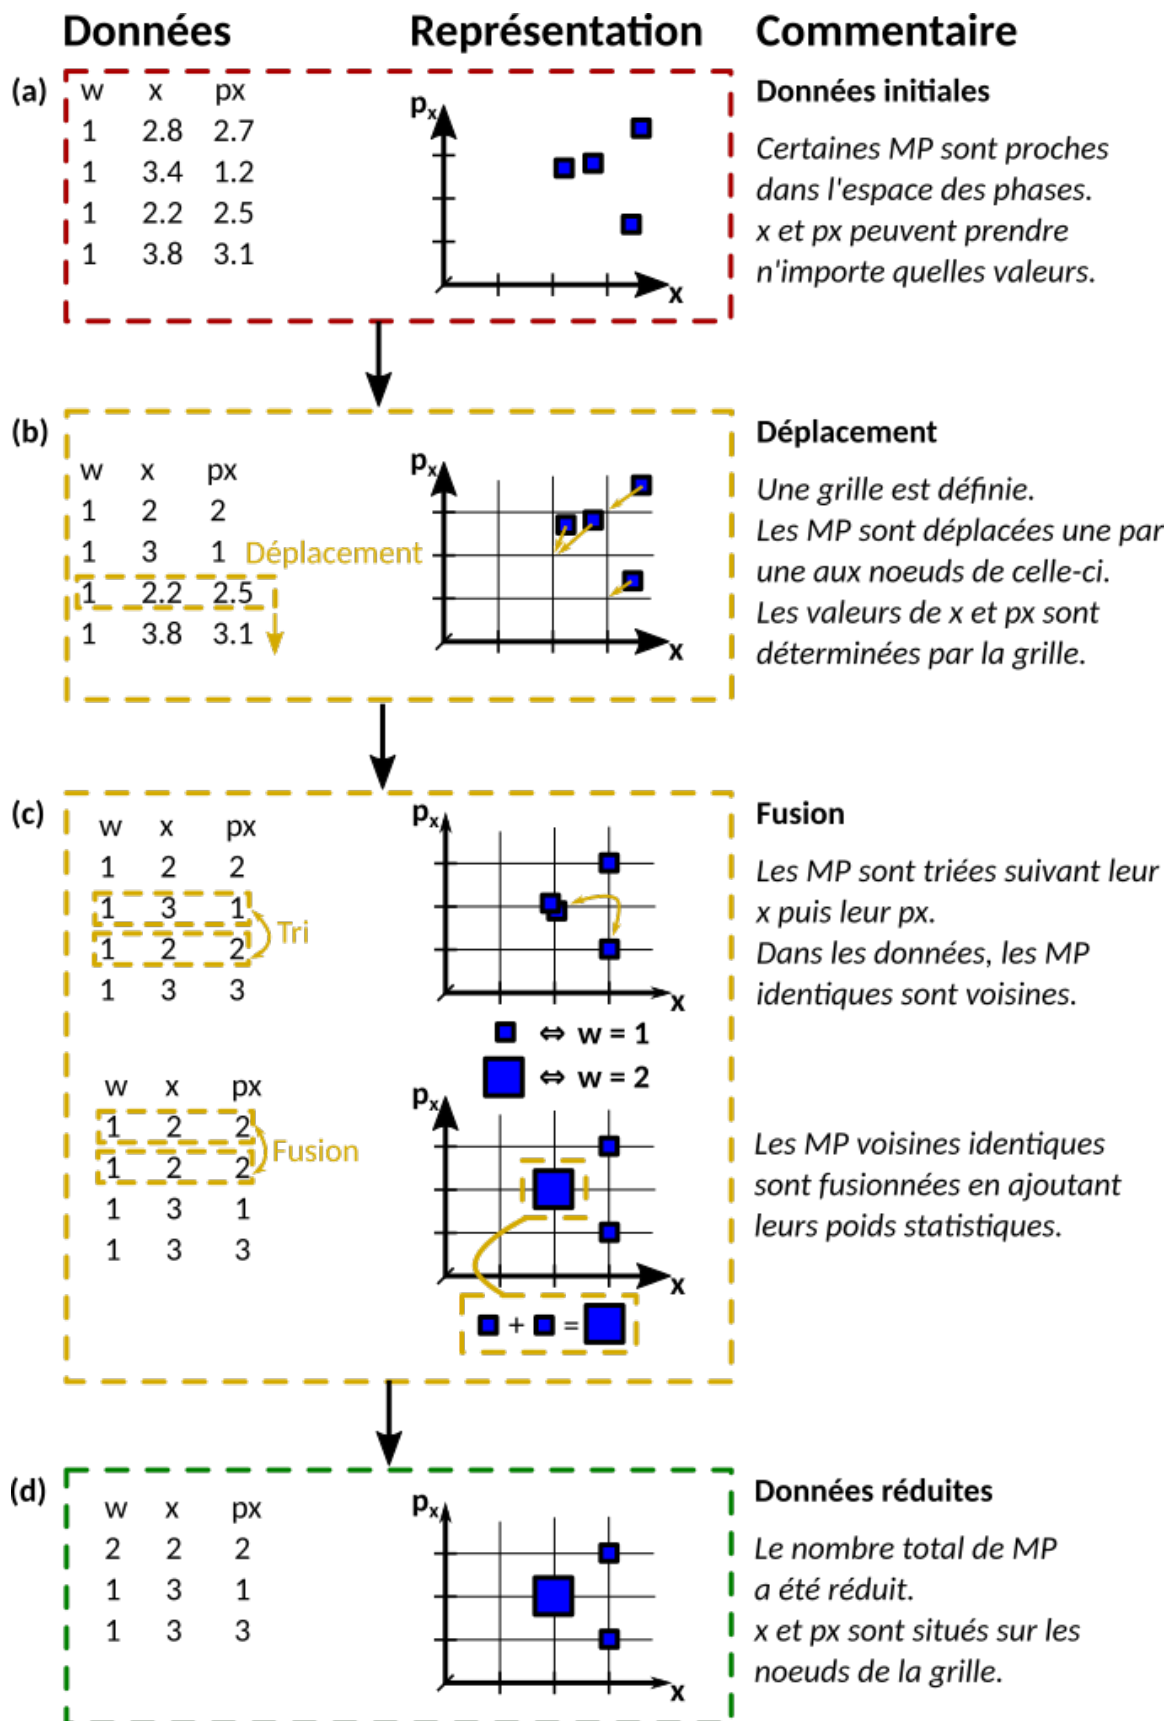 Données Représentation Commentaire
(a)
w x px
1 2.8 2.7
1 3.4 1.2
1 2.2 2.5
1 3.8 3.1
px
x
Données initiales
Certaines MP sont proches
dans l'espace des phases.
x et px peuvent prendre
n'importe quelles valeurs.
(b)
w x px
1 2 2
1 3 1
1 2.2 2.5
1 3.8 3.1
Déplacement
px
x
Déplacement
Une grille est définie.
Les MP sont déplacées une par
une aux noeuds de celle-ci.
Les valeurs de x et px sont
déterminées par la grille.
(c)
w x px
1 2 2
1 3 1
1 2 2
1 3 3
Tri
px
x
Fusion
Les MP sont triées suivant leur
x puis leur px.
Dans les données, les MP
identiques sont voisines.
⇔ w = 1
⇔ w = 2
w x px
1 2 2
1 2 2
1 3 1
1 3 3
Fusion
px
x
+ =
Les MP voisines identiques
sont fusionnées en ajoutant
leurs poids statistiques.
(d)
w x px
2 2 2
1 3 1
1 3 3
px
x
Données réduites
Le nombre total de MP
a été réduit.
x et px sont situés sur les
noeuds de la grille.